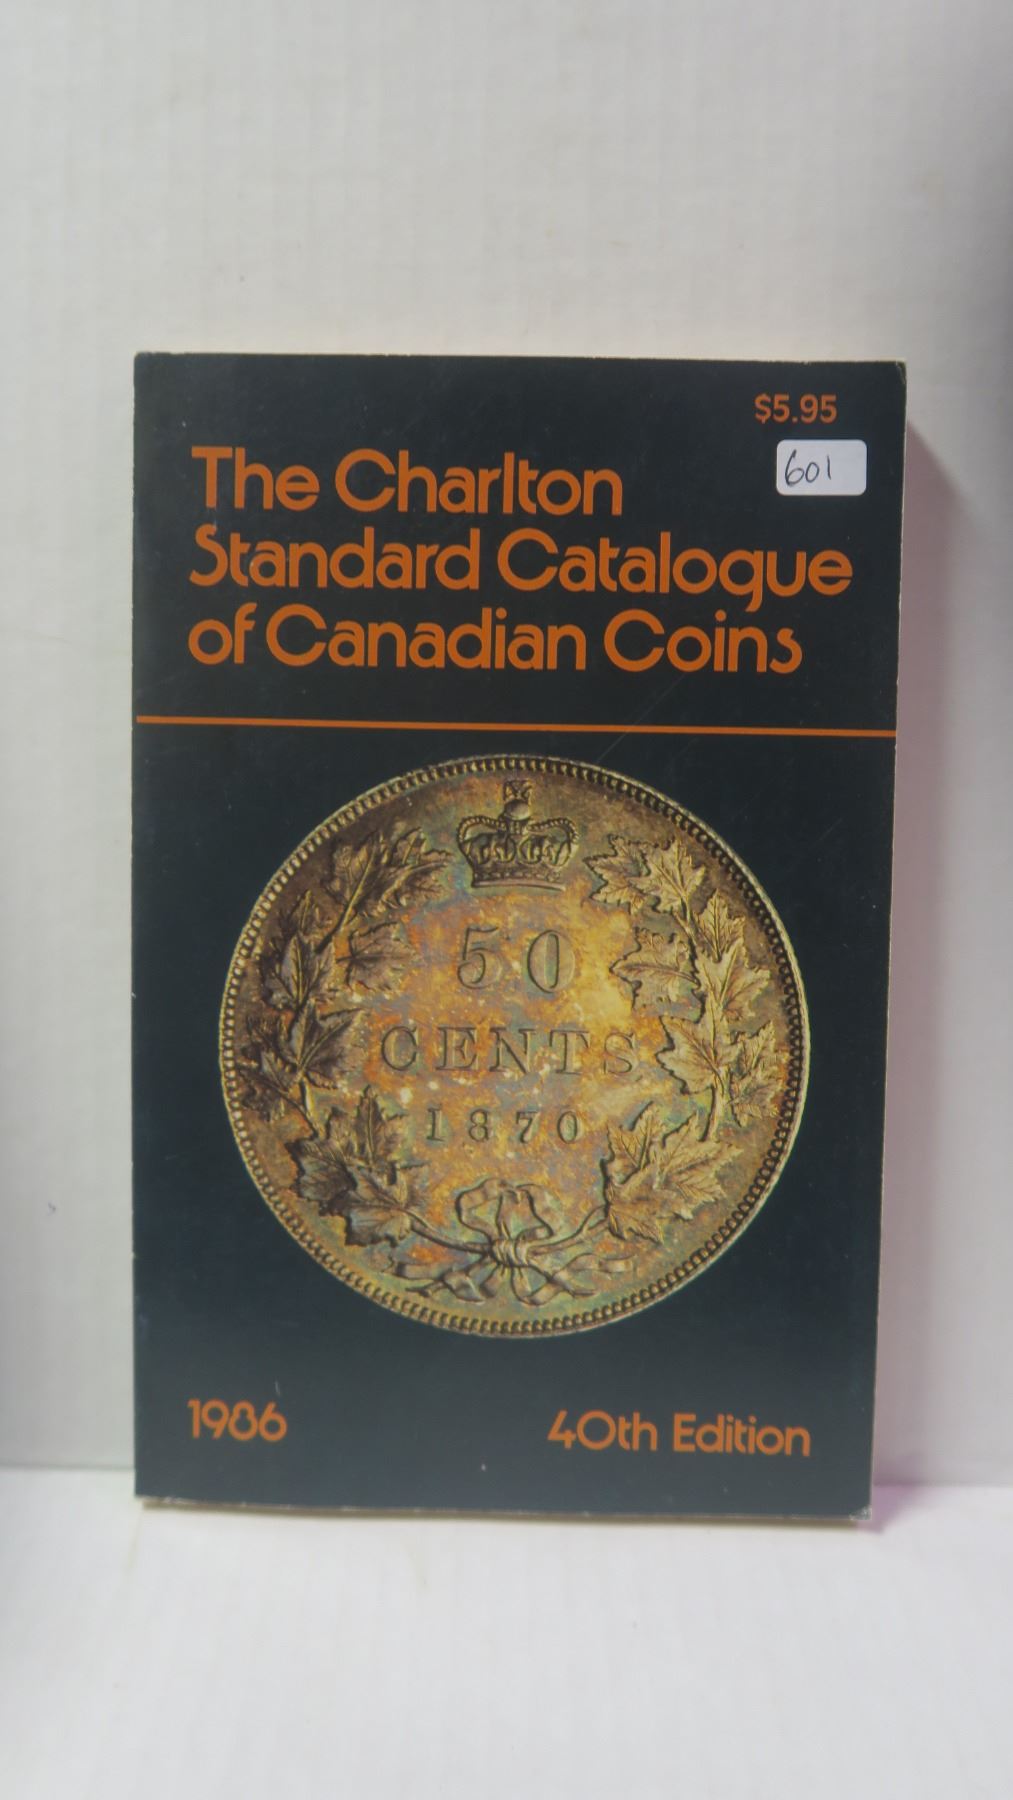 $5.95
601
The Charlton
Standard Catalogue
of Canadian Coins
50
CENTS
1870
1986
40th Edition